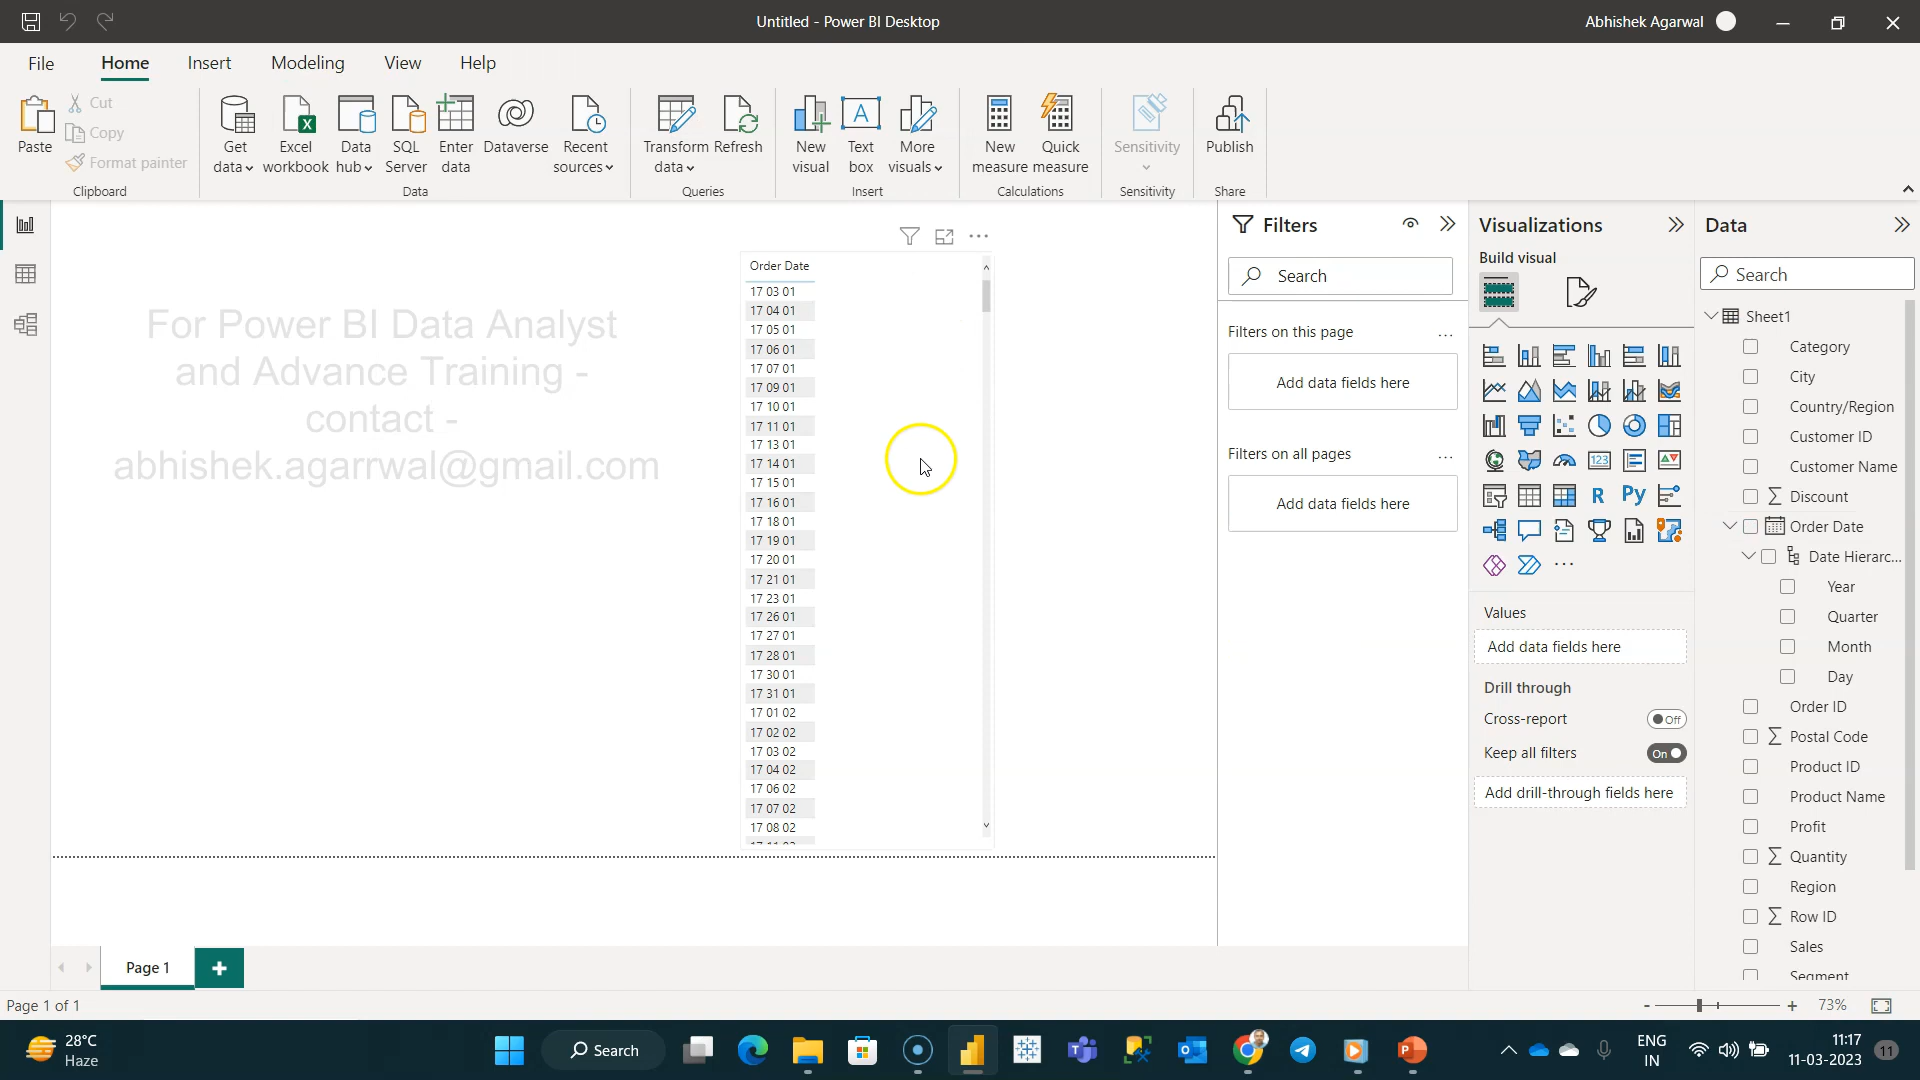 Untitled - Power BI Desktop
Abhishek Agarwal
File
Home
Insert
Modeling
View
Help
Paste
Cut
Copy
Format painter
Clipboard
Get
data
Excel
workbook
Data
hub
SQL
Server
Enter
data
Dataverse
Recent
sources
Data
Transform
data
Refresh
Queries
New
visual
Text
box
More
visuals
Insert
New
measure
Quick
measure
Calculations
Sensitivity
Sensitivity
Publish
Share
For Power BI Data Analyst
and Advance Training -
contact -
abhishek.agarrwal@gmail.com
Order Date
17 03 01
17 04 01
17 05 01
17 06 01
17 07 01
17 09 01
17 10 01
17 11 01
17 13 01
17 14 01
17 15 01
17 16 01
17 18 01
17 19 01
17 20 01
17 21 01
17 23 01
17 26 01
17 27 01
17 28 01
17 30 01
17 31 01
17 01 02
17 02 02
17 03 02
17 04 02
17 06 02
17 07 02
17 08 02
Filters
Search
Filters on this page
...
Add data fields here
Filters on all pages
...
Add data fields here
Visualizations
Build visual
123
R
Py
...
Values
Add data fields here
Drill through
Cross-report
Off
Keep all filters
On
Add drill-through fields here
Data
Search
Sheet1
Category
City
Country/Region
Customer ID
Customer Name
Discount
Order Date
Date Hierarc...
Year
Quarter
Month
Day
Order ID
Postal Code
Product ID
Product Name
Profit
Quantity
Region
Row ID
Sales
Segment
Page 1
Page 1 of 1
73%
28°C
Haze
Search
ENG
IN
11:17
11-03-2023
11